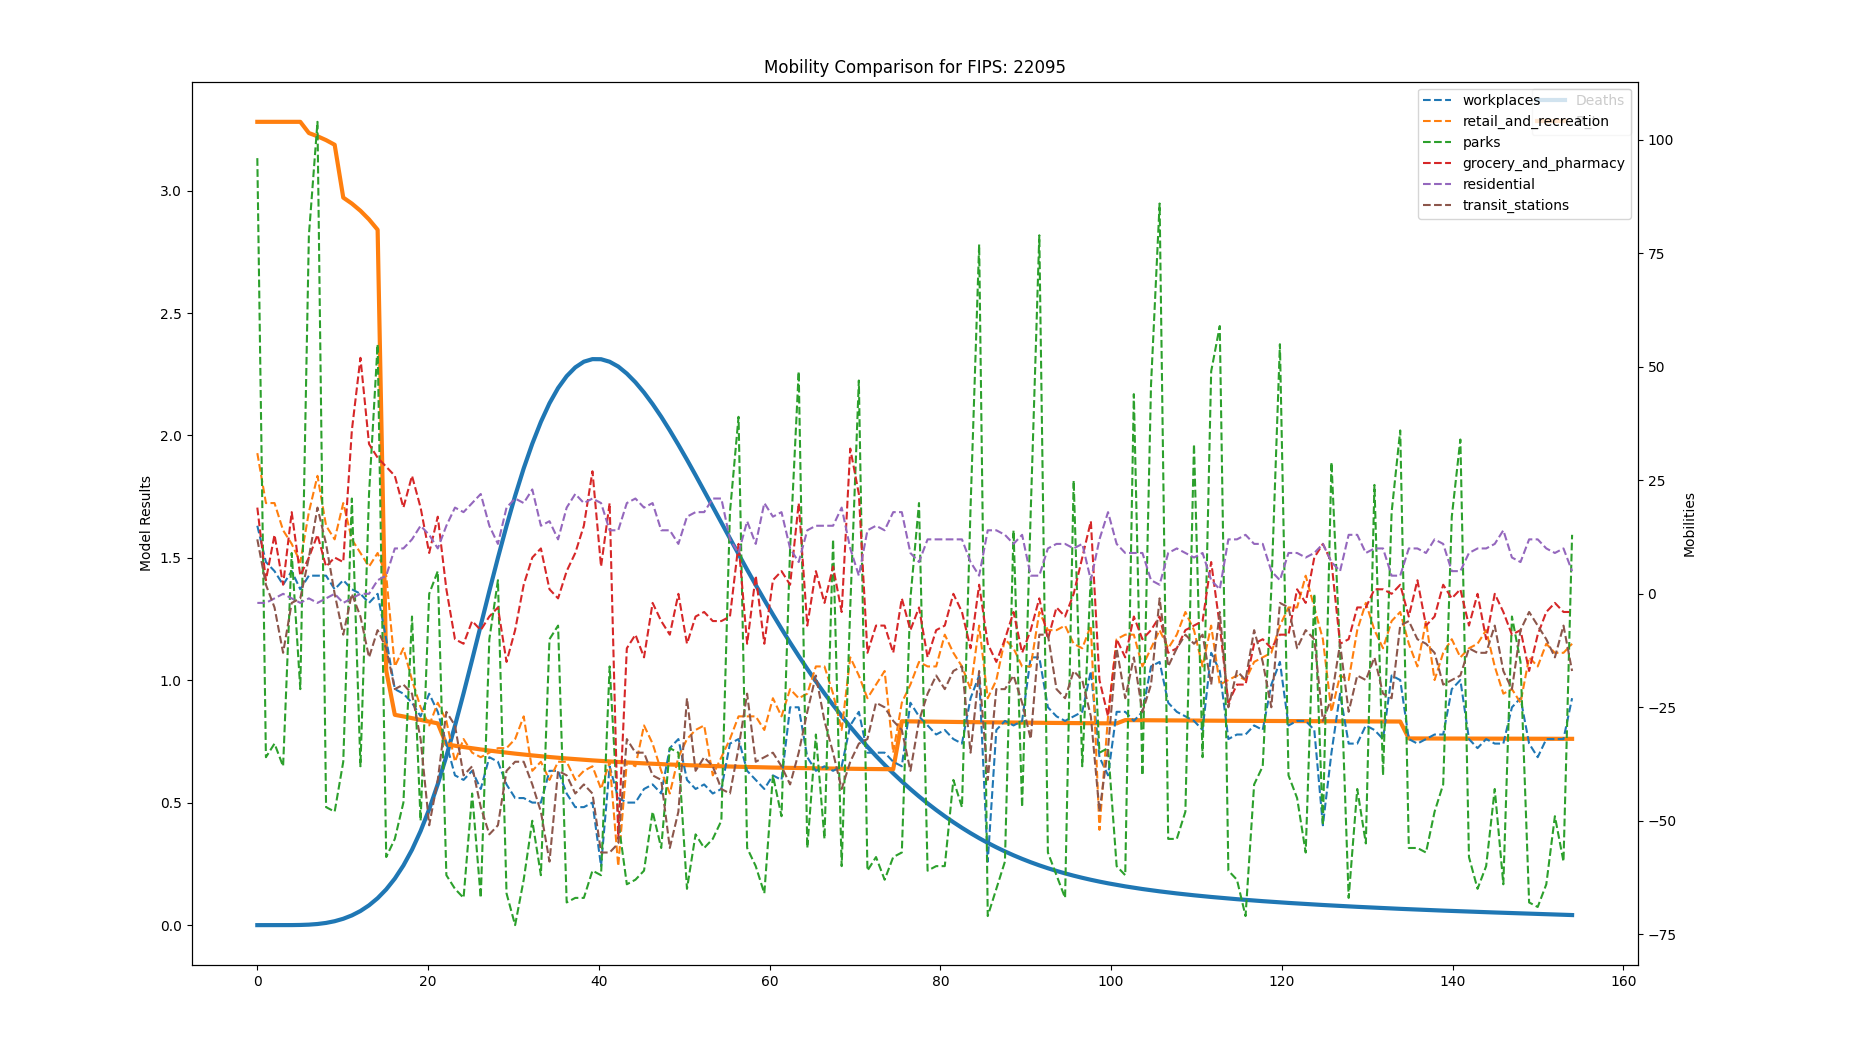 Mobility Comparison for FIPS: 22095
workplaces
retail_and_recreation
parks
grocery_and_pharmacy
residential
transit_stations
Deaths
Model Results
3.0
2.5
2.0
1.5
1.0
0.5
0.0
Mobilities
100
75
50
25
0
−25
−50
−75
0
20
40
60
80
100
120
140
160